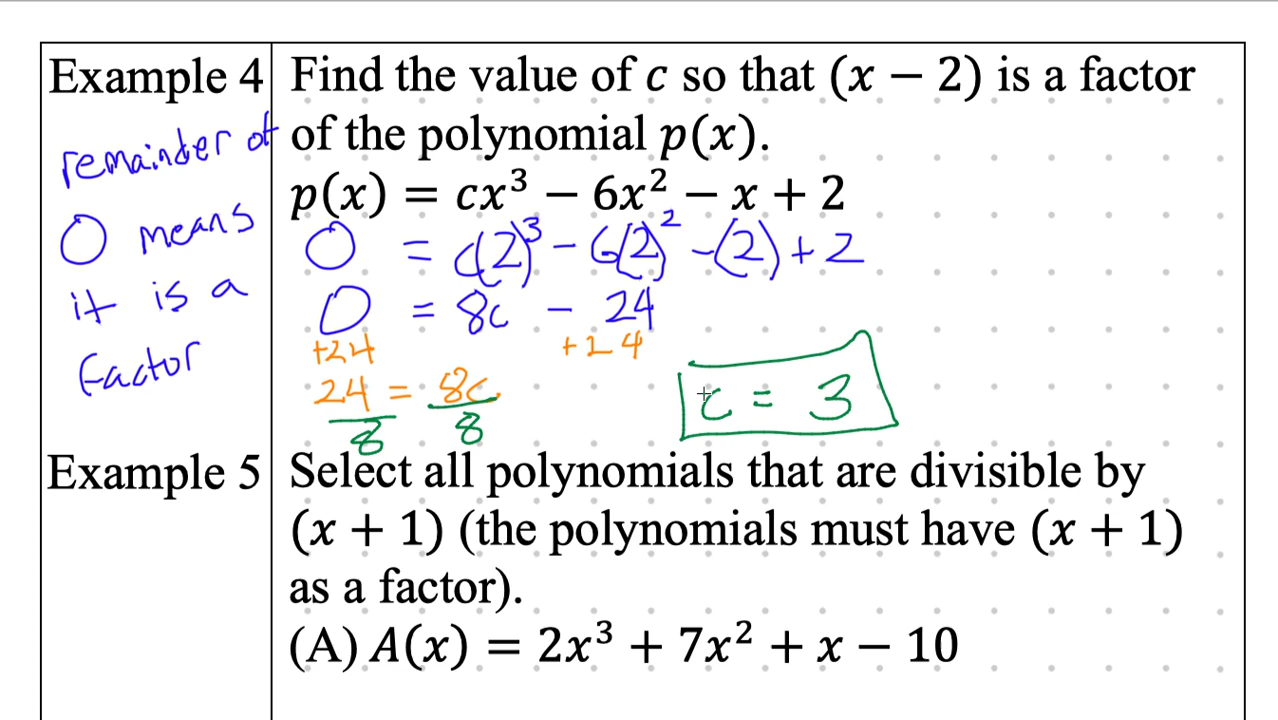 Example 4
remainder of
0 means
it is a
factor
Find the value of c so that (x − 2) is a factor
of the polynomial p(x).
p(x) = cx³ − 6x² − x + 2
0 = c(2)³ − 6(2)² − (2) + 2
0 = 8c − 24
+24 +24
24 = 8c
8 8
c = 3
Example 5
Select all polynomials that are divisible by
(x + 1) (the polynomials must have (x + 1)
as a factor).
(A) A(x) = 2x³ + 7x² + x − 10